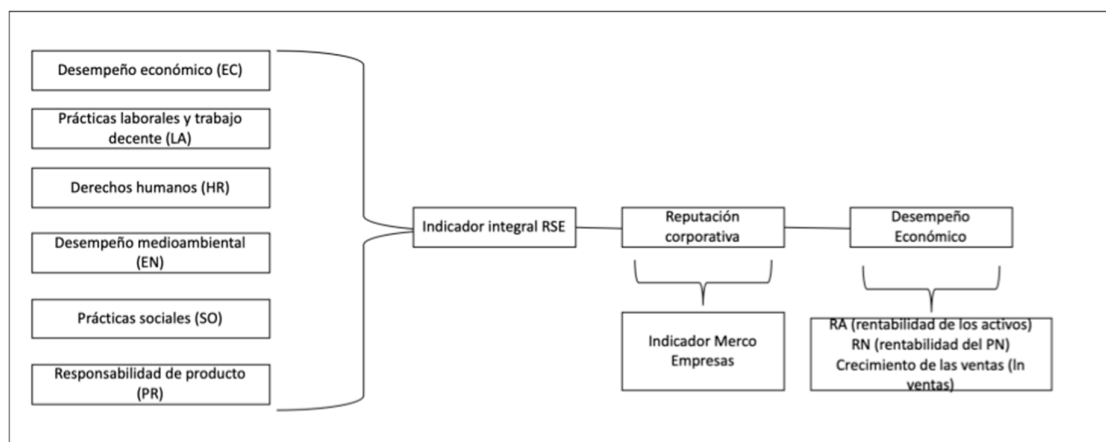 Desempeño económico (EC)
Prácticas laborales y trabajo
decente (LA)
Derechos humanos (HR)
Desempeño medioambiental
(EN)
Prácticas sociales (SO)
Responsabilidad de producto
(PR)
Indicador integral RSE
Reputación
corporativa
Desempeño
Económico
Indicador Merco
Empresas
RA (rentabilidad de los activos)
RN (rentabilidad del PN)
Crecimiento de las ventas (ln
ventas)